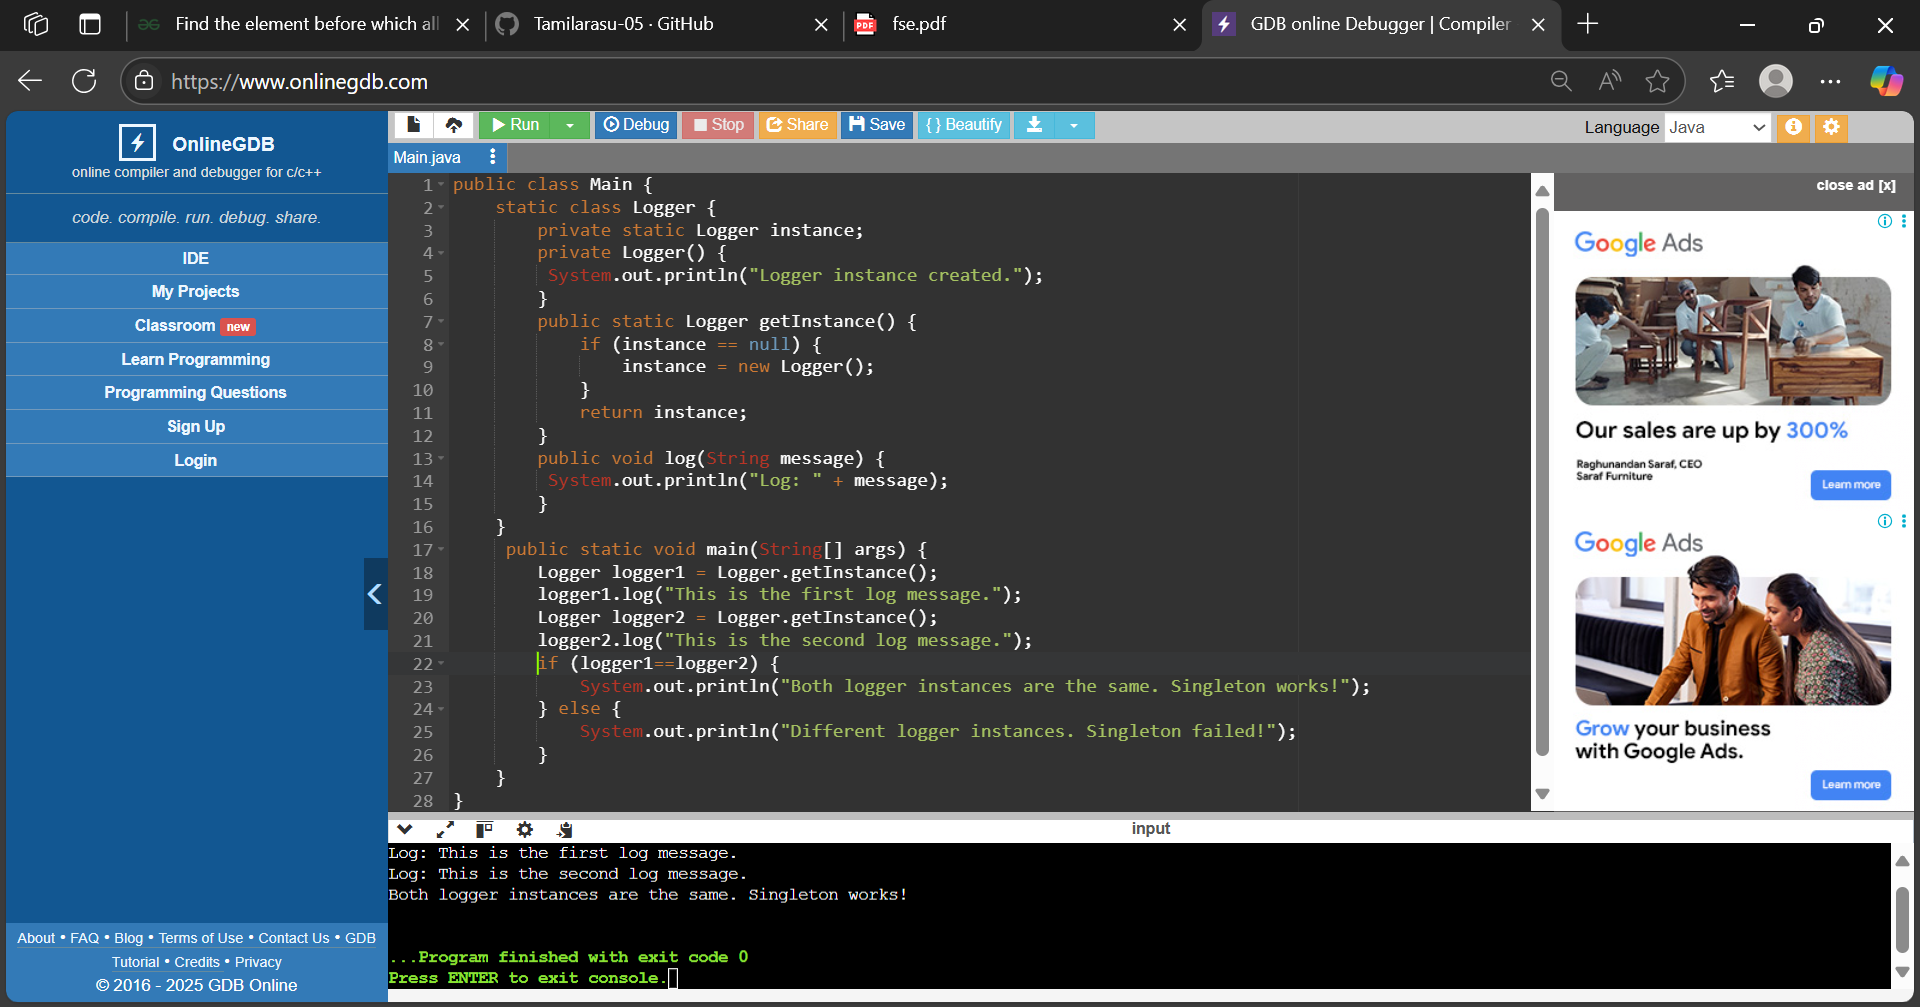 Find the element before which all
Tamilarasu-05 · GitHub
fse.pdf
GDB online Debugger | Compiler
https://www.onlinegdb.com
OnlineGDB
online compiler and debugger for c/c++
code. compile. run. debug. share.
IDE
My Projects
Classroom new
Learn Programming
Programming Questions
Sign Up
Login
About • FAQ • Blog • Terms of Use • Contact Us • GDB
Tutorial • Credits • Privacy
© 2016 - 2025 GDB Online
Run Debug Stop Share Save { } Beautify
Language Java
Main.java
1 public class Main {
2 static class Logger {
3 private static Logger instance;
4 private Logger() {
5 System.out.println("Logger instance created.");
6 }
7 public static Logger getInstance() {
8 if (instance == null) {
9 instance = new Logger();
10 }
11 return instance;
12 }
13 public void log(String message) {
14 System.out.println("Log: " + message);
15 }
16 }
17 public static void main(String[] args) {
18 Logger logger1 = Logger.getInstance();
19 logger1.log("This is the first log message.");
20 Logger logger2 = Logger.getInstance();
21 logger2.log("This is the second log message.");
22 if (logger1==logger2) {
23 System.out.println("Both logger instances are the same. Singleton works!");
24 } else {
25 System.out.println("Different logger instances. Singleton failed!");
26 }
27 }
28 }
input
Log: This is the first log message.
Log: This is the second log message.
Both logger instances are the same. Singleton works!
...Program finished with exit code 0
Press ENTER to exit console.
close ad [x]
Google Ads
Our sales are up by 300%
Raghunandan Saraf, CEO
Saraf Furniture
Learn more
Google Ads
Grow your business
with Google Ads.
Learn more